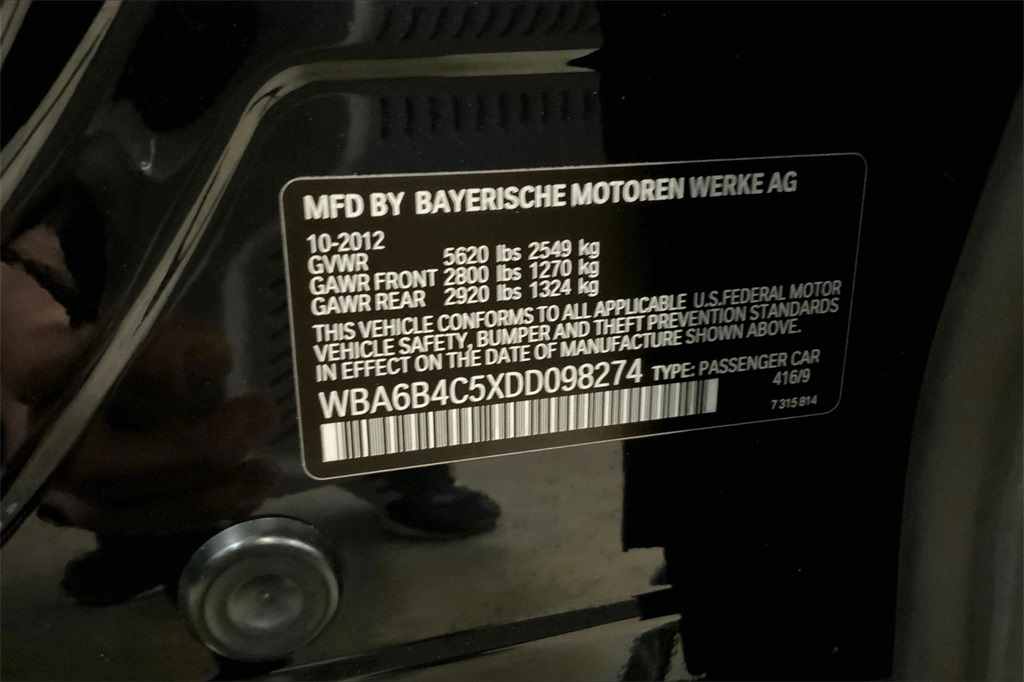 MFD BY BAYERISCHE MOTOREN WERKE AG
10-2012
GVWR 5620 lbs 2549 kg
GAWR FRONT 2800 lbs 1270 kg
GAWR REAR 2920 lbs 1324 kg
THIS VEHICLE CONFORMS TO ALL APPLICABLE U.S.FEDERAL MOTOR
VEHICLE SAFETY, BUMPER AND THEFT PREVENTION STANDARDS
IN EFFECT ON THE DATE OF MANUFACTURE SHOWN ABOVE.
WBA6B4C5XDD098274 TYPE: PASSENGER CAR
416/9
7 315 814